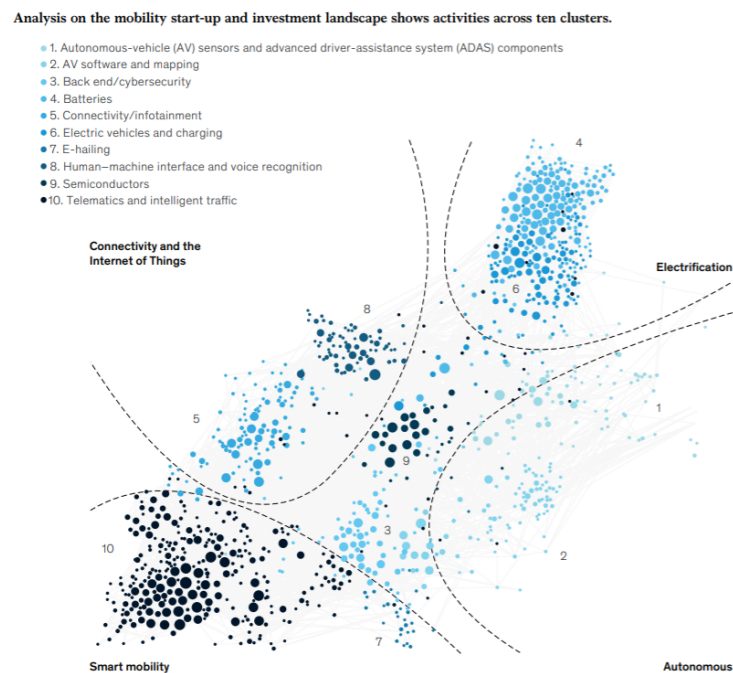 Analysis on the mobility start-up and investment landscape shows activities across ten clusters.
1. Autonomous-vehicle (AV) sensors and advanced driver-assistance system (ADAS) components
2. AV software and mapping
3. Back end/cybersecurity
4. Batteries
5. Connectivity/infotainment
6. Electric vehicles and charging
7. E-hailing
8. Human–machine interface and voice recognition
9. Semiconductors
10. Telematics and intelligent traffic
4
Connectivity and the
Internet of Things
Electrification
6
8
1
5
9
3
10
2
7
Smart mobility
Autonomous